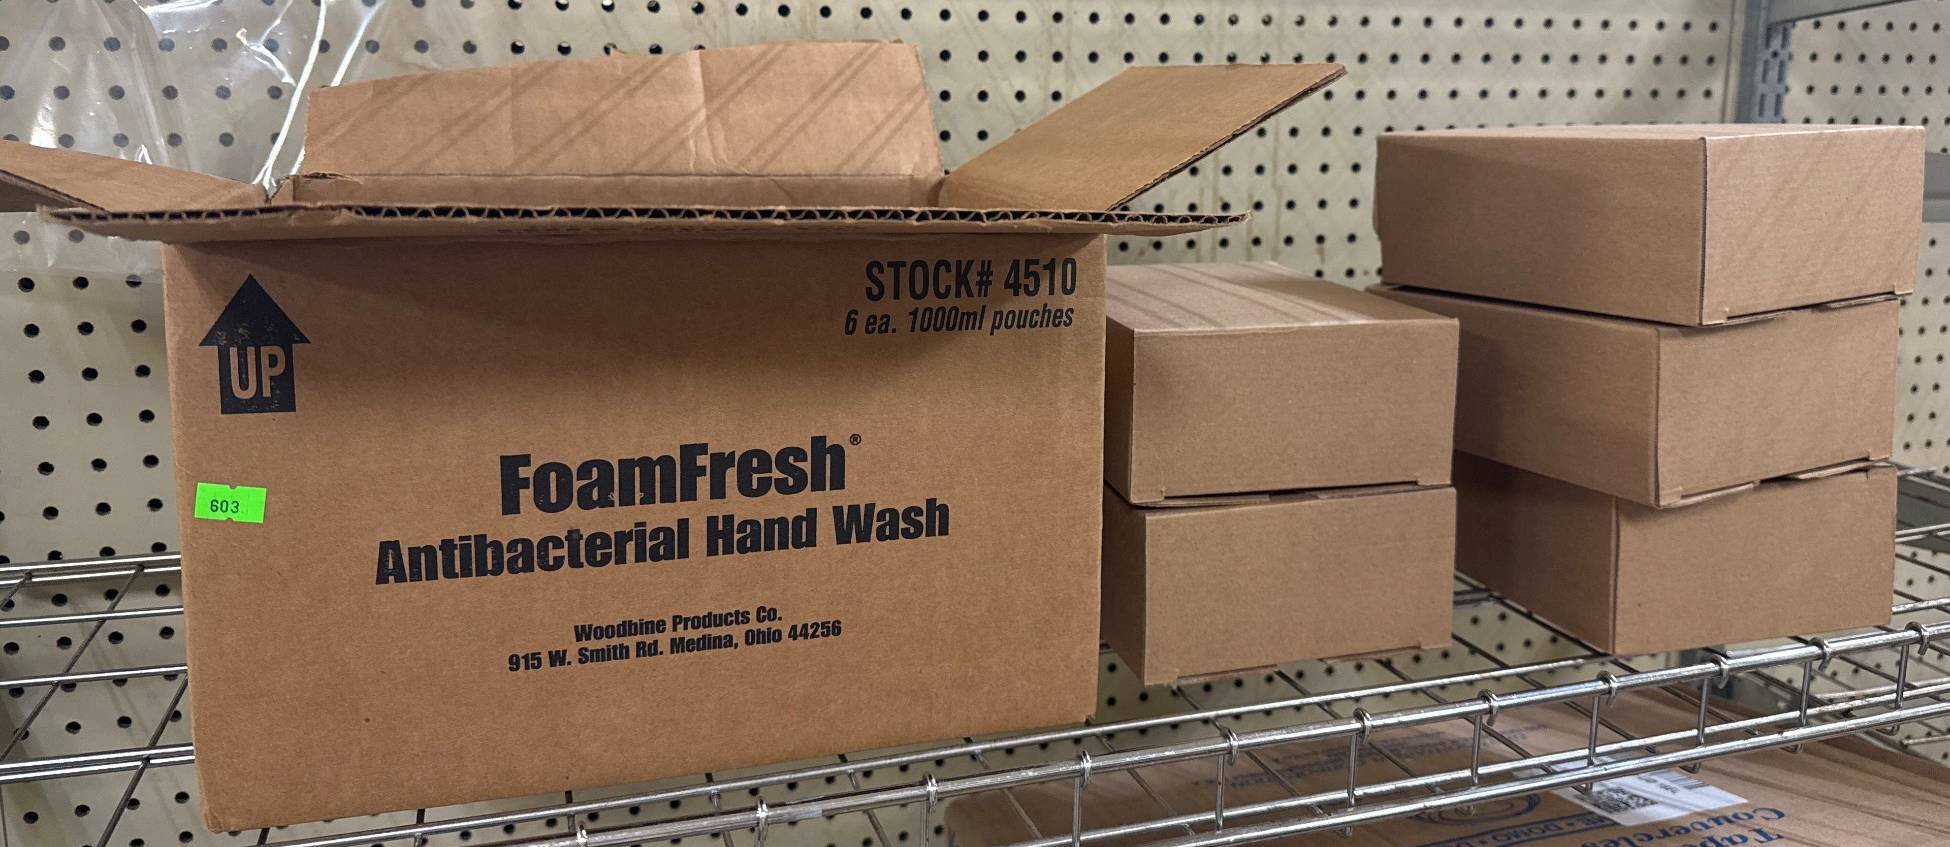 STOCK# 4510
6 ea. 1000ml pouches
UP
603
FoamFresh®
Antibacterial Hand Wash
Woodbine Products Co.
915 W. Smith Rd. Medina, Ohio 44256